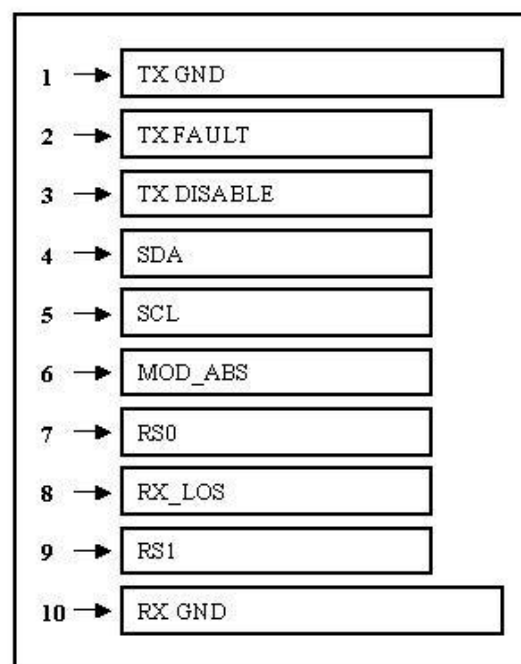 1 TX GND
2 TX FAULT
3 TX DISABLE
4 SDA
5 SCL
6 MOD_ABS
7 RS0
8 RX_LOS
9 RS1
10 RX GND